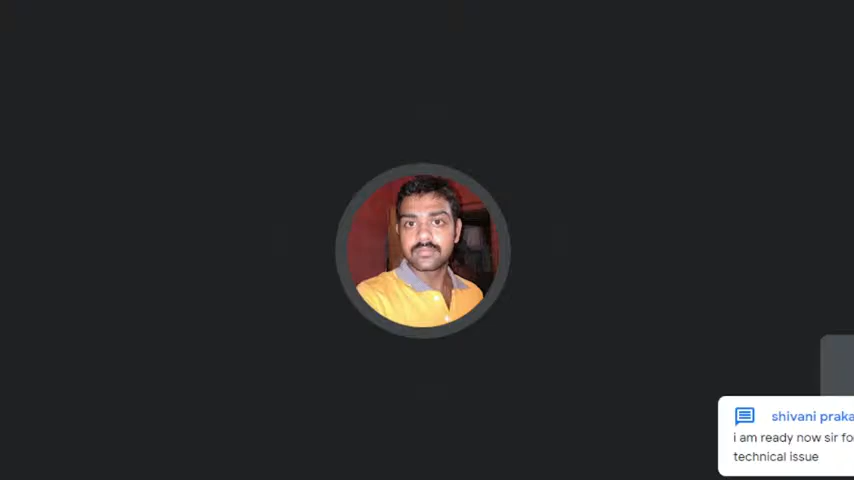 shivani praka
i am ready now sir fo
technical issue